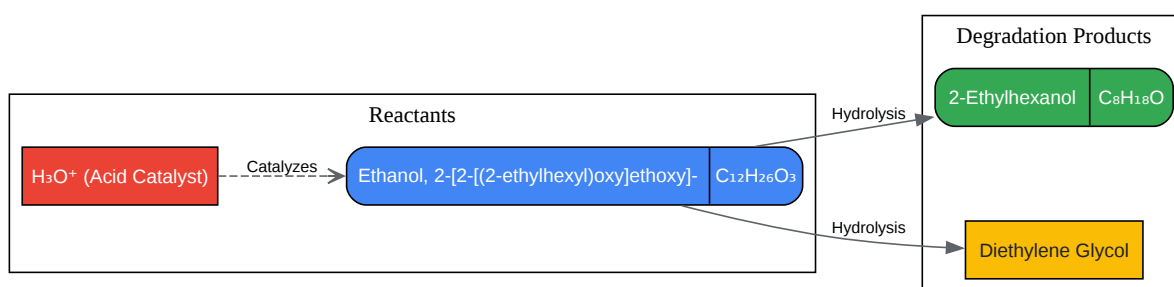 Degradation Products
2-Ethylhexanol
C₈H₁₈O
Reactants
Hydrolysis
H₃O⁺ (Acid Catalyst)
Catalyzes
Ethanol, 2-[2-[(2-ethylhexyl)oxy]ethoxy]-
C₁₂H₂₆O₃
Hydrolysis
Diethylene Glycol